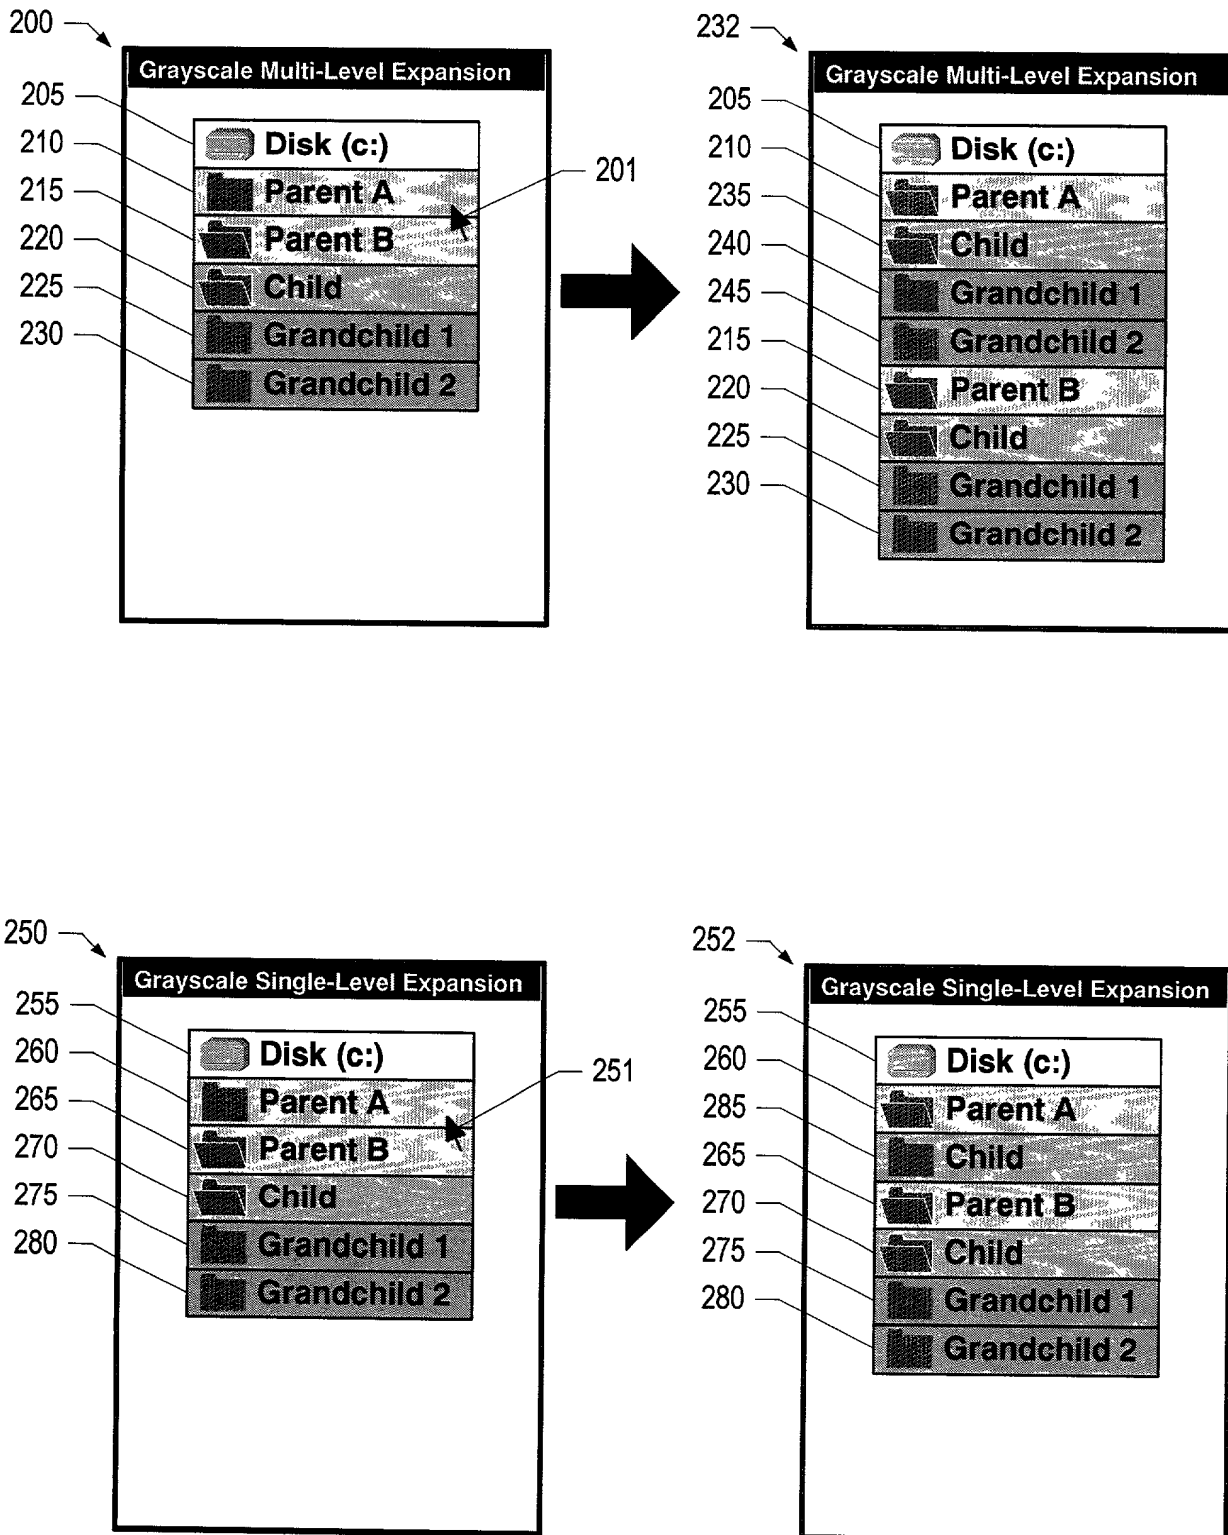 200
Grayscale Multi-Level Expansion
205
Disk (c:)
210
Parent A
201
215
Parent B
220
Child
225
Grandchild 1
230
Grandchild 2
232
Grayscale Multi-Level Expansion
205
Disk (c:)
210
Parent A
235
Child
240
Grandchild 1
245
Grandchild 2
215
Parent B
220
Child
225
Grandchild 1
230
Grandchild 2
250
Grayscale Single-Level Expansion
255
Disk (c:)
260
Parent A
251
265
Parent B
270
Child
275
Grandchild 1
280
Grandchild 2
252
Grayscale Single-Level Expansion
255
Disk (c:)
260
Parent A
285
Child
265
Parent B
270
Child
275
Grandchild 1
280
Grandchild 2